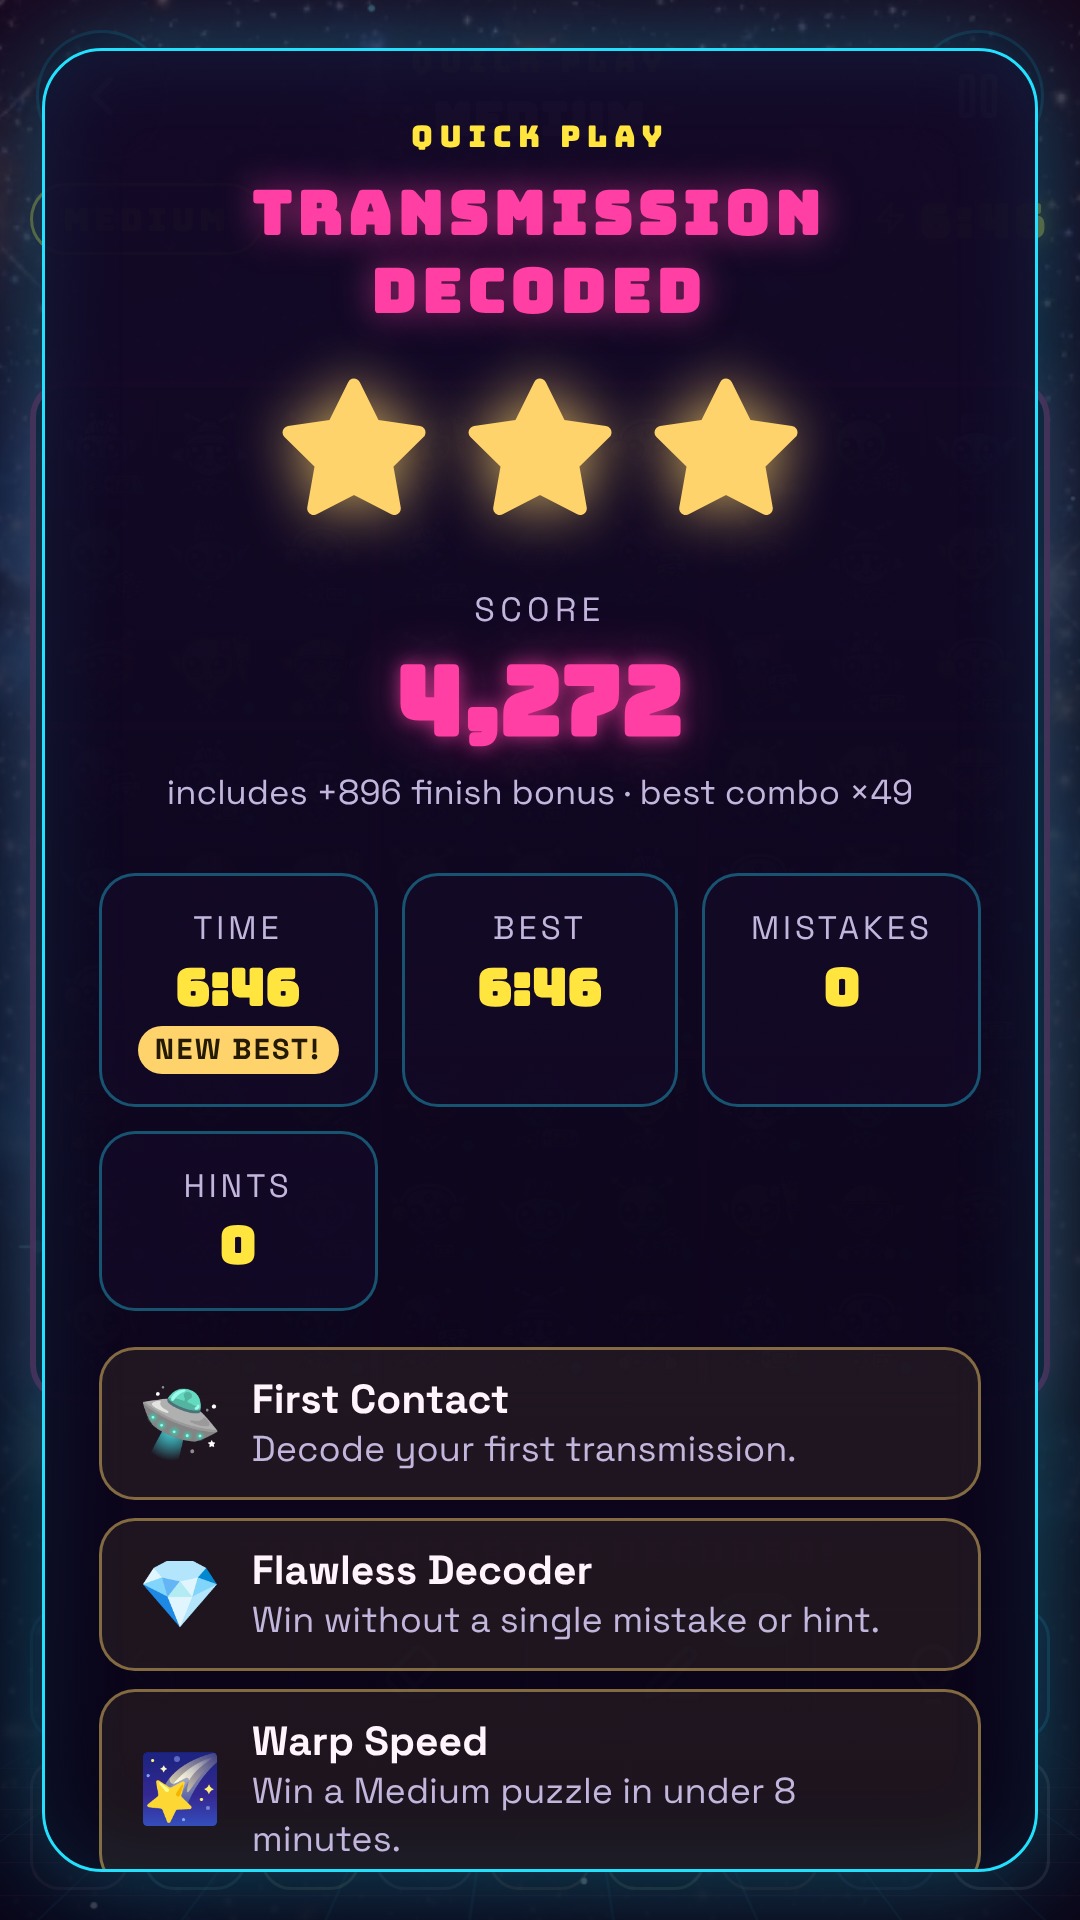 QUICK PLAY
TRANSMISSION
DECODED
SCORE
4,272
includes +896 finish bonus · best combo ×49
TIME
6:46
NEW BEST!
BEST
6:46
MISTAKES
0
HINTS
0
First Contact
Decode your first transmission.
Flawless Decoder
Win without a single mistake or hint.
Warp Speed
Win a Medium puzzle in under 8
minutes.